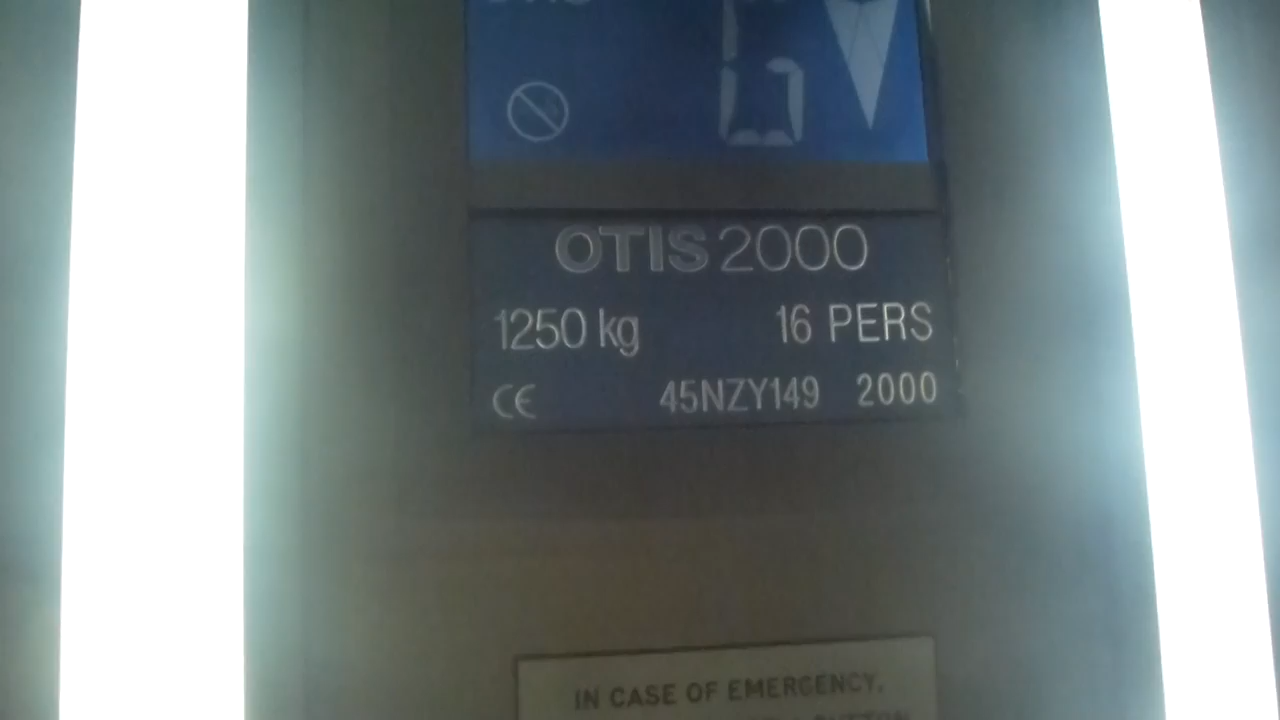 OTIS 2000
1250 kg 16 PERS
CE 45NZY149 2000
IN CASE OF EMERGENCY,